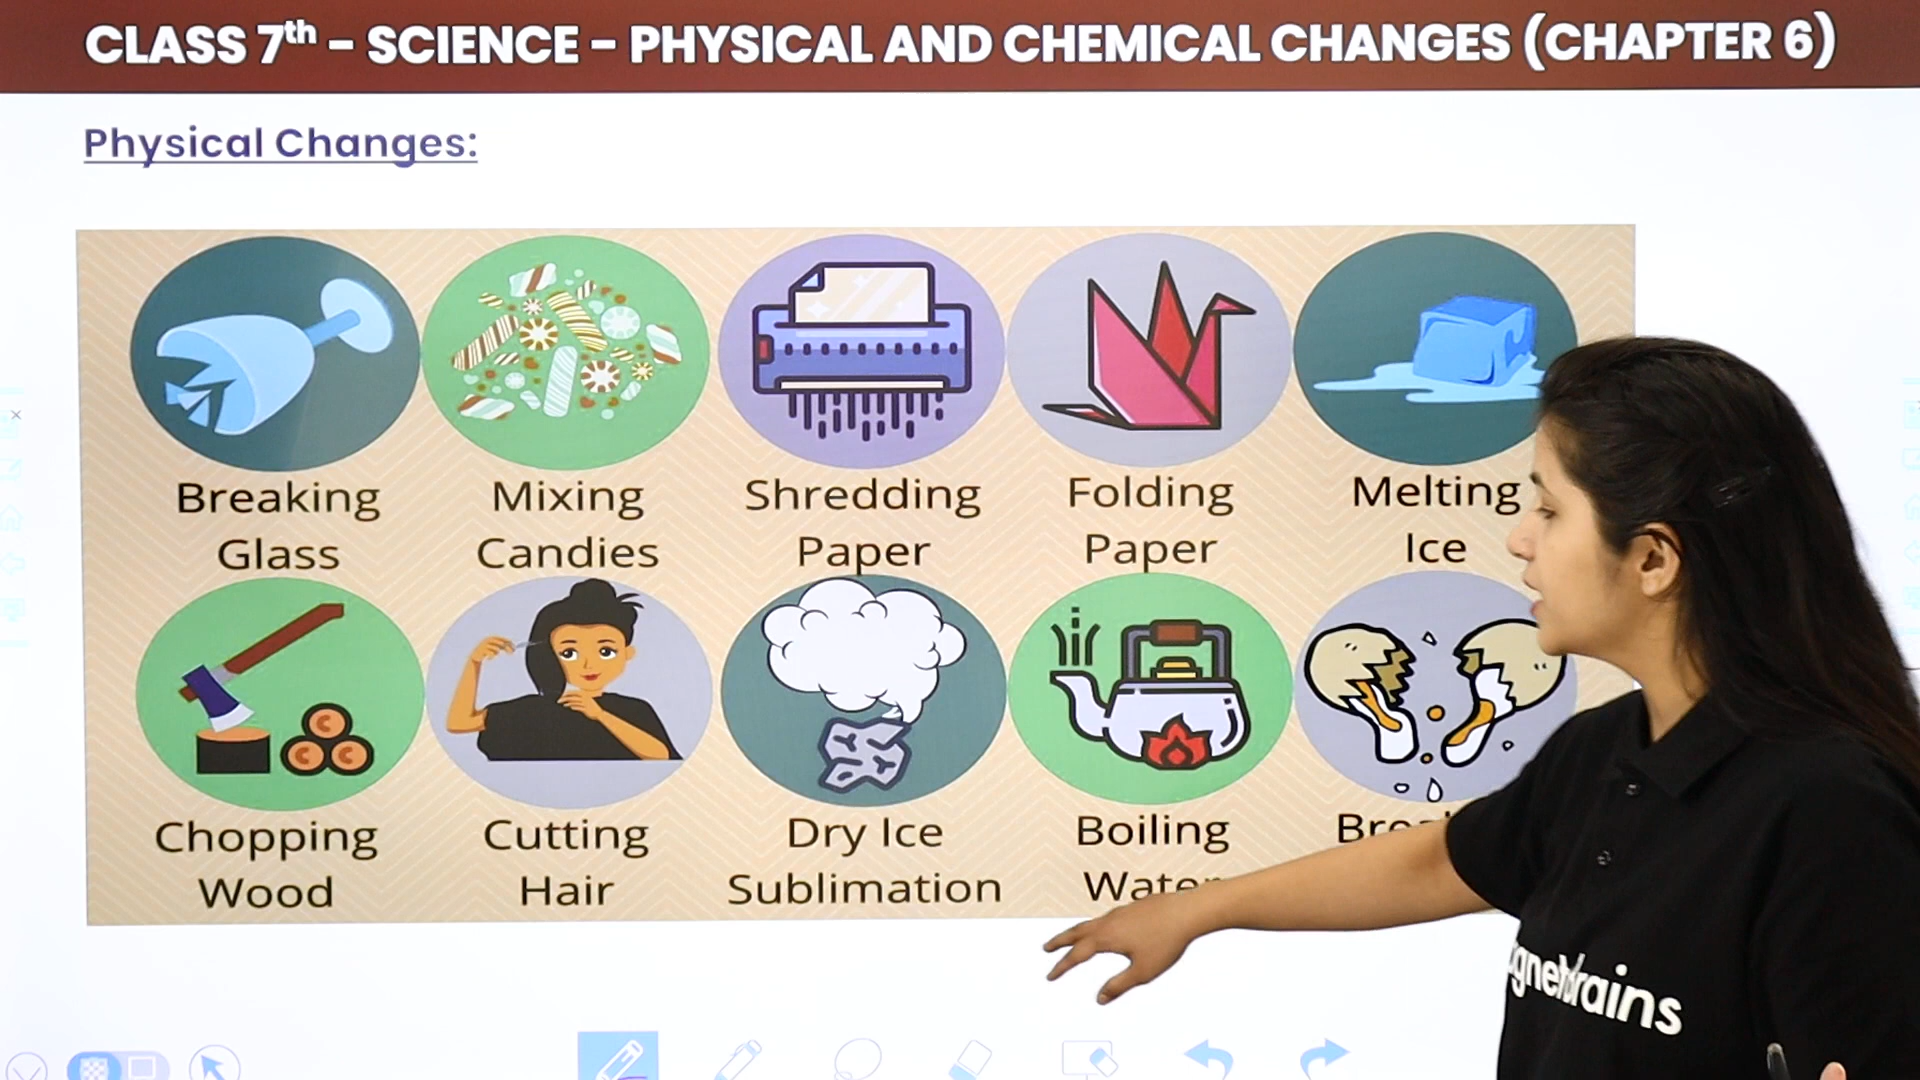 CLASS 7th - SCIENCE - PHYSICAL AND CHEMICAL CHANGES (CHAPTER 6)
Physical Changes:
Breaking Glass
Mixing Candies
Shredding Paper
Folding Paper
Melting Ice
Chopping Wood
Cutting Hair
Dry Ice Sublimation
Boiling